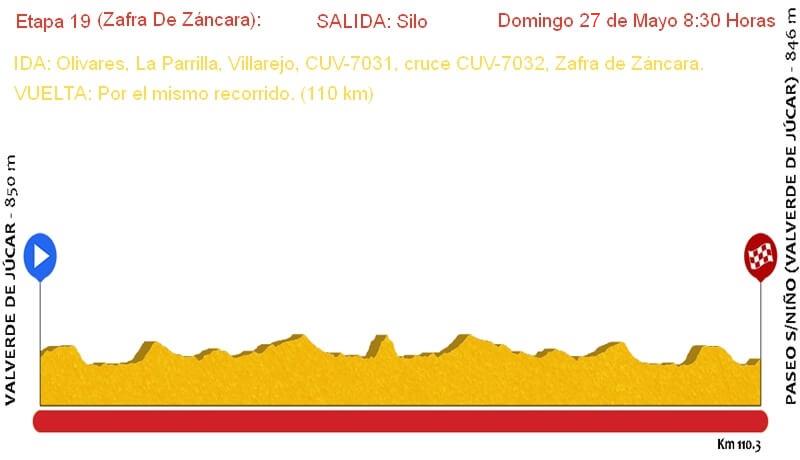 Etapa 19 (Zafra De Záncara): SALIDA: Silo Domingo 27 de Mayo 8:30 Horas
IDA: Olivares, La Parrilla, Villarejo, CUV-7031, cruce CUV-7032, Zafra de Záncara.
VUELTA: Por el mismo recorrido. (110 km)
VALVERDE DE JÚCAR - 850 m
PASEO S/NIÑO (VALVERDE DE JÚCAR) - 846 m
Km 110.3